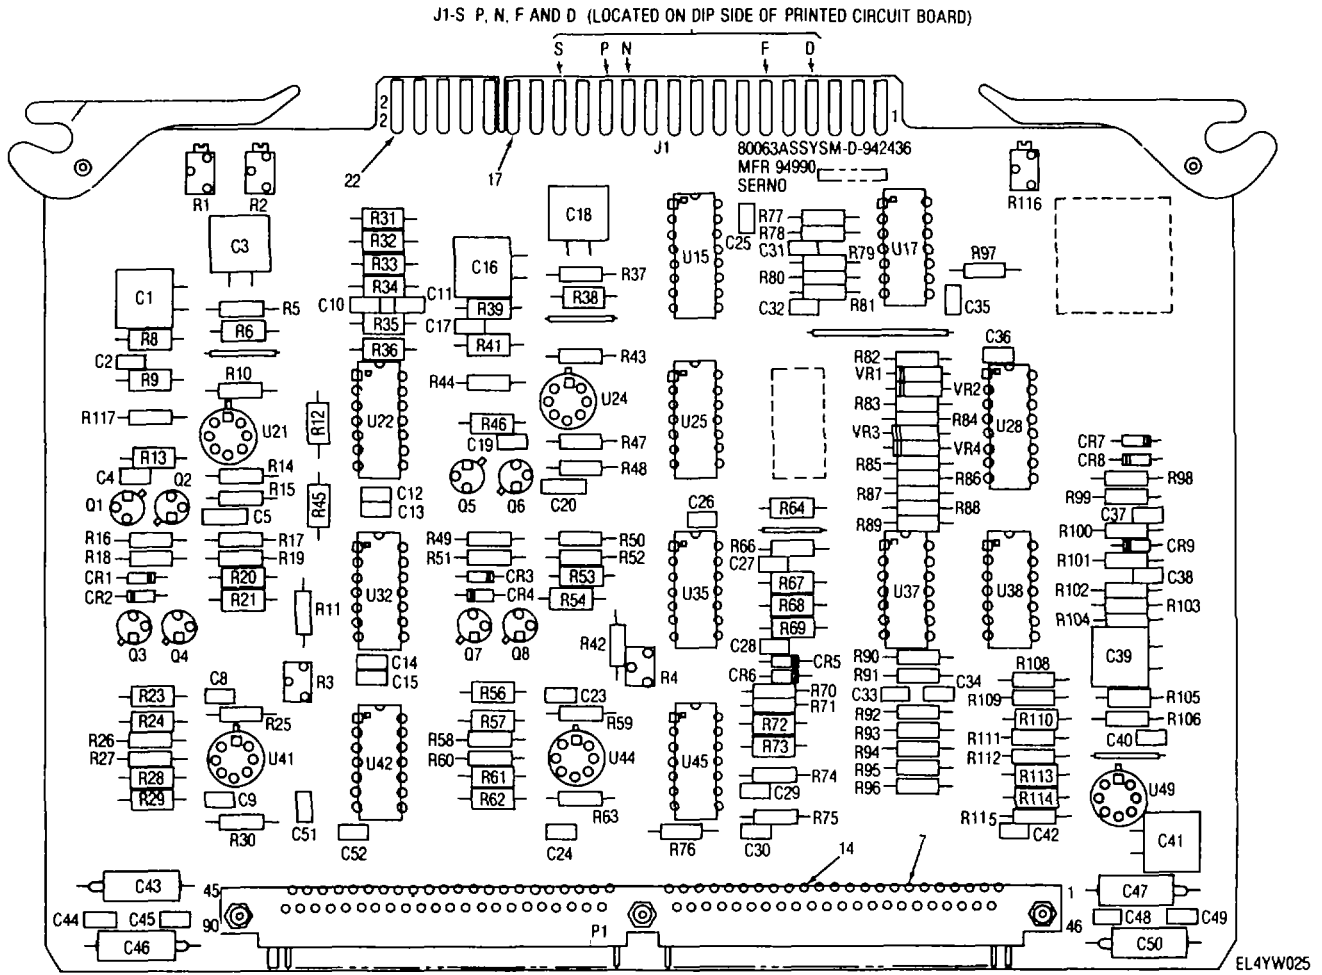 J1-S P, N, F AND D (LOCATED ON DIP SIDE OF PRINTED CIRCUIT BOARD)
S P N F D
2
2
1
J1
22
17
80063ASSYSM-D-942436
MFR 94990
SERNO
R1 R2 R116
C3 C18 U15 C25 U17
R31
R32
R33
R34
C10 C11
R35
R36
C16
R39
C17
R41
R37
R38
R77
R78
C31 R79
R80
C32 R81
R97
C35
C1
R8
C2
R9
R5
R6
R10
R117
U21
R12
R13
C4
R14
R15
Q1 Q2
C5
R45
U22
C12
C13
R43
R44
U24
R46
C19
R47
R48
Q5 Q6
C20
U25
C26
R64
R82
VR1
VR2
R83
R84
VR3
VR4
R85
R86
R87
R88
R89
C36
U28
CR7
CR8
R98
R99
C37
R100
CR9
R101
C38
R102
R103
R104
C39
R105
R106
C40
R16 R17
R18 R19
CR1 R20
CR2 R21
R11
Q3 Q4
U32
C14
C15
R49 R50
R51 R52
CR3 R53
CR4 R54
Q7 Q8
R42
R4
U35
R66
C27
R67
R68
R69
C28
CR5
CR6
R70
R71
R72
R73
R74
C29
R75
C30
U37 U38
R90
R91
C33 C34
R92
R93
R94
R95
R96
R108
R109
R110
R111
R112
R113
R114
R115
C42
U49
C41
R3
C8
R23
R24
R25
R26
R27
R28
R29
U41
C9
R30
C51
U42
C52
R56
R57
R58
R60
R61
R62
C23
R59
U44
R63
C24
U45
R76
14
7
C43
C44 C45
C46
45
90
P1
1
46
C47
C48 C49
C50
EL4YW025